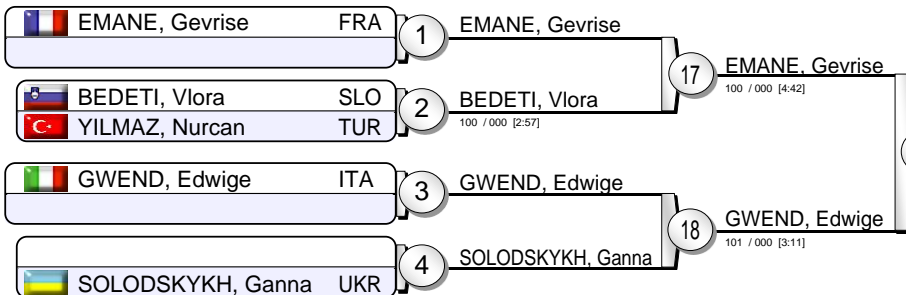 EMANE, Gevrise FRA
1
EMANE, Gevrise
17
EMANE, Gevrise
100 / 000 [4:42]
BEDETI, Vlora SLO
YILMAZ, Nurcan TUR
2
BEDETI, Vlora
100 / 000 [2:57]
GWEND, Edwige ITA
3
GWEND, Edwige
18
GWEND, Edwige
101 / 000 [3:11]
SOLODSKYKH, Ganna UKR
4
SOLODSKYKH, Ganna